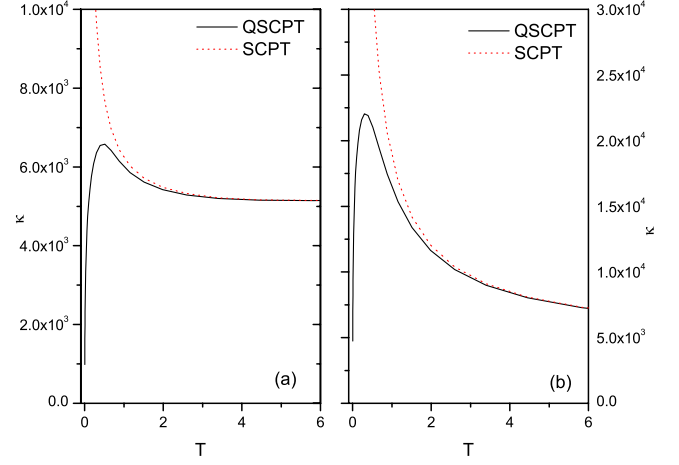 1.0x10⁴
8.0x10³
6.0x10³
4.0x10³
2.0x10³
0.0
κ
QSCPT
SCPT
(a)
0 2 4 6
T
QSCPT
SCPT
(b)
0 2 4 6
T
3.0x10⁴
2.5x10⁴
2.0x10⁴
1.5x10⁴
1.0x10⁴
5.0x10³
0.0
κ